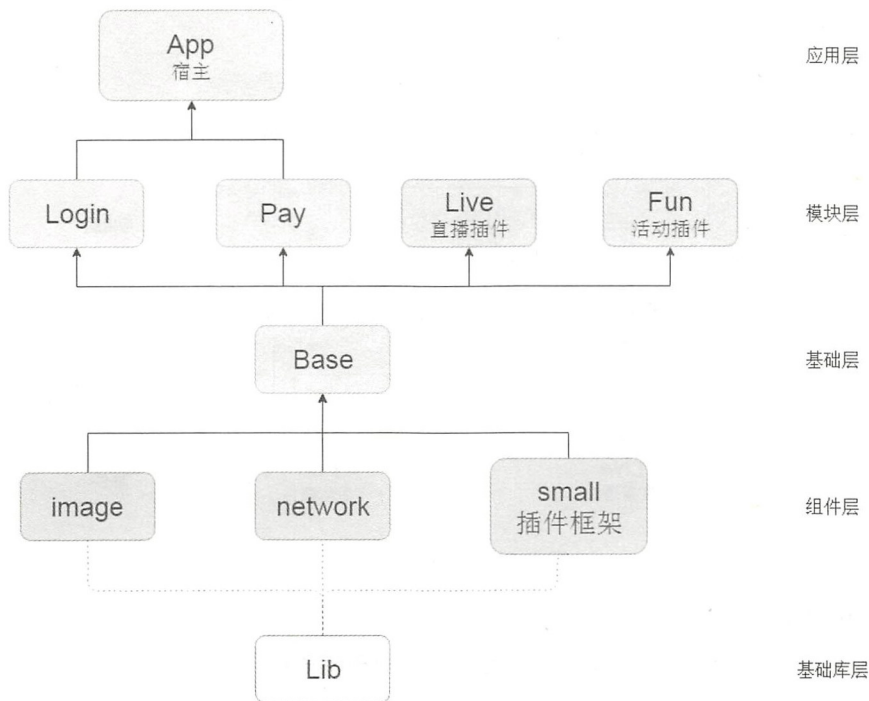 App
宿主
应用层
Login
Pay
Live
直播插件
Fun
活动插件
模块层
Base
基础层
image
network
small
插件框架
组件层
Lib
基础库层